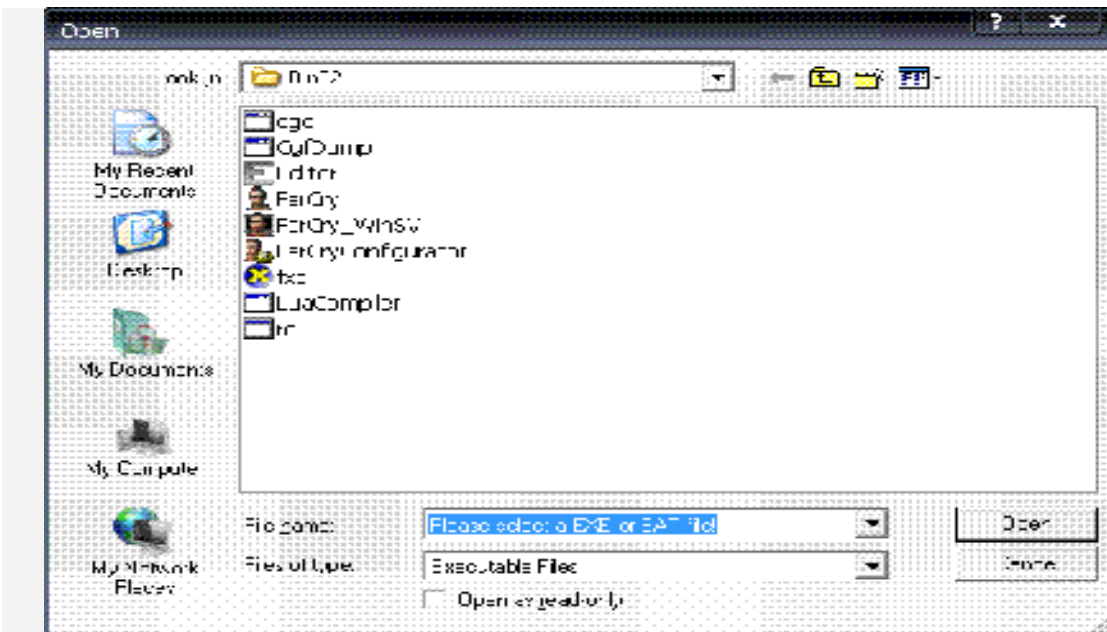 Open
Look in:
Bin32
cgc
CgfDump
Editor
FarCry
FarCry_WinSV
FarCryConfigurator
fxc
LuaCompiler
My Recent
Documents
Desktop
My Documents
My Computer
My Network
Places
File name:
Please select a EXE or BAT file!
Open
Files of type:
Executable Files
Cancel
Open as read-only